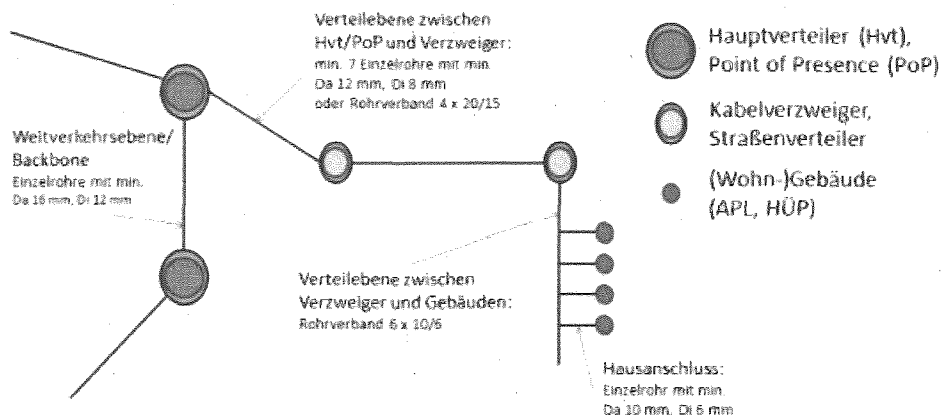 Verteilebene zwischen
Hvt/PoP und Verzweiger:
min. 7 Einzelrohre mit min.
Da 12 mm, Di 8 mm
oder Rohrverband 4 x 20/15
Weitverkehrsebene/
Backbone
Einzelrohre mit min.
Da 16 mm, Di 12 mm
Verteilebene zwischen
Verzweiger und Gebäuden:
Rohrverband 6 x 10/6
Hausanschluss:
Einzelrohr mit min.
Da 10 mm, Di 6 mm
Hauptverteiler (Hvt),
Point of Presence (PoP)
Kabelverzweiger,
Straßenverteiler
(Wohn-)Gebäude
(APL, HÜP)